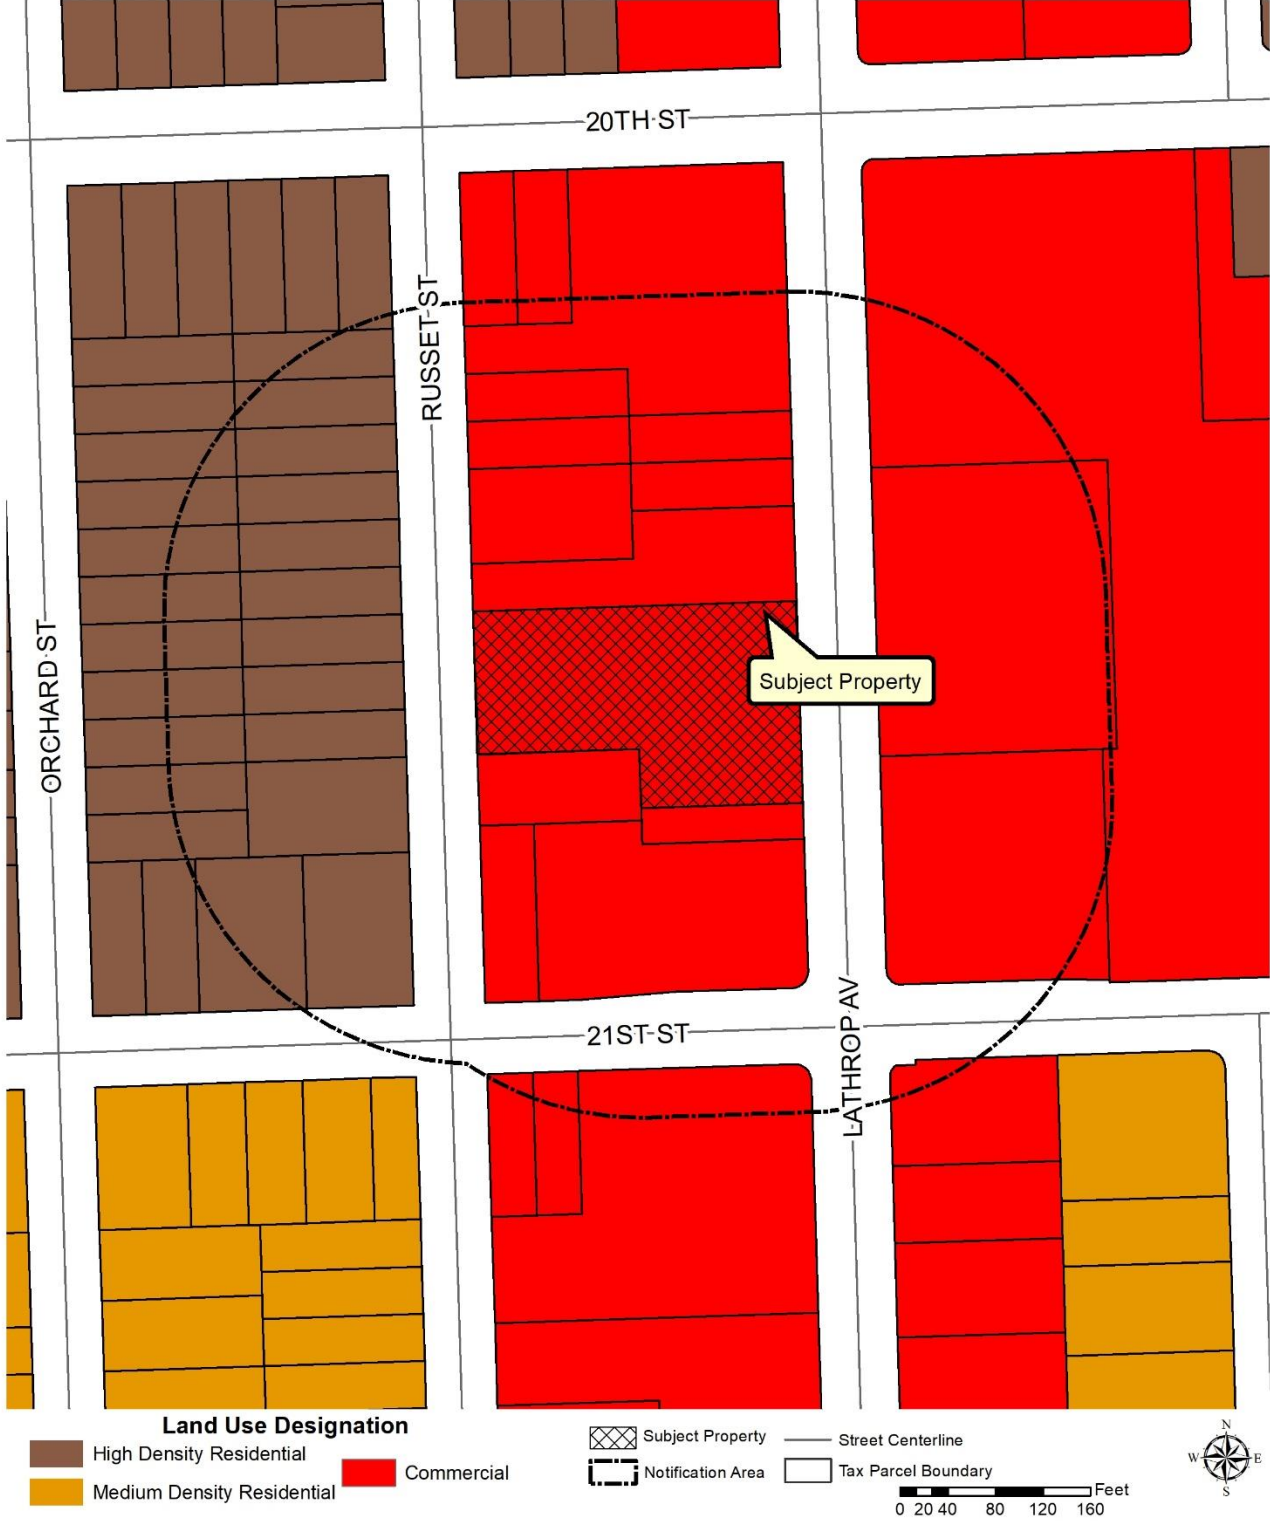 20TH ST
RUSSET ST
ORCHARD ST
Subject Property
LATHROP AV
21ST ST
Land Use Designation
High Density Residential
Medium Density Residential
Commercial
Subject Property
Notification Area
Street Centerline
Tax Parcel Boundary
Feet
0 20 40 80 120 160
N
W E
S